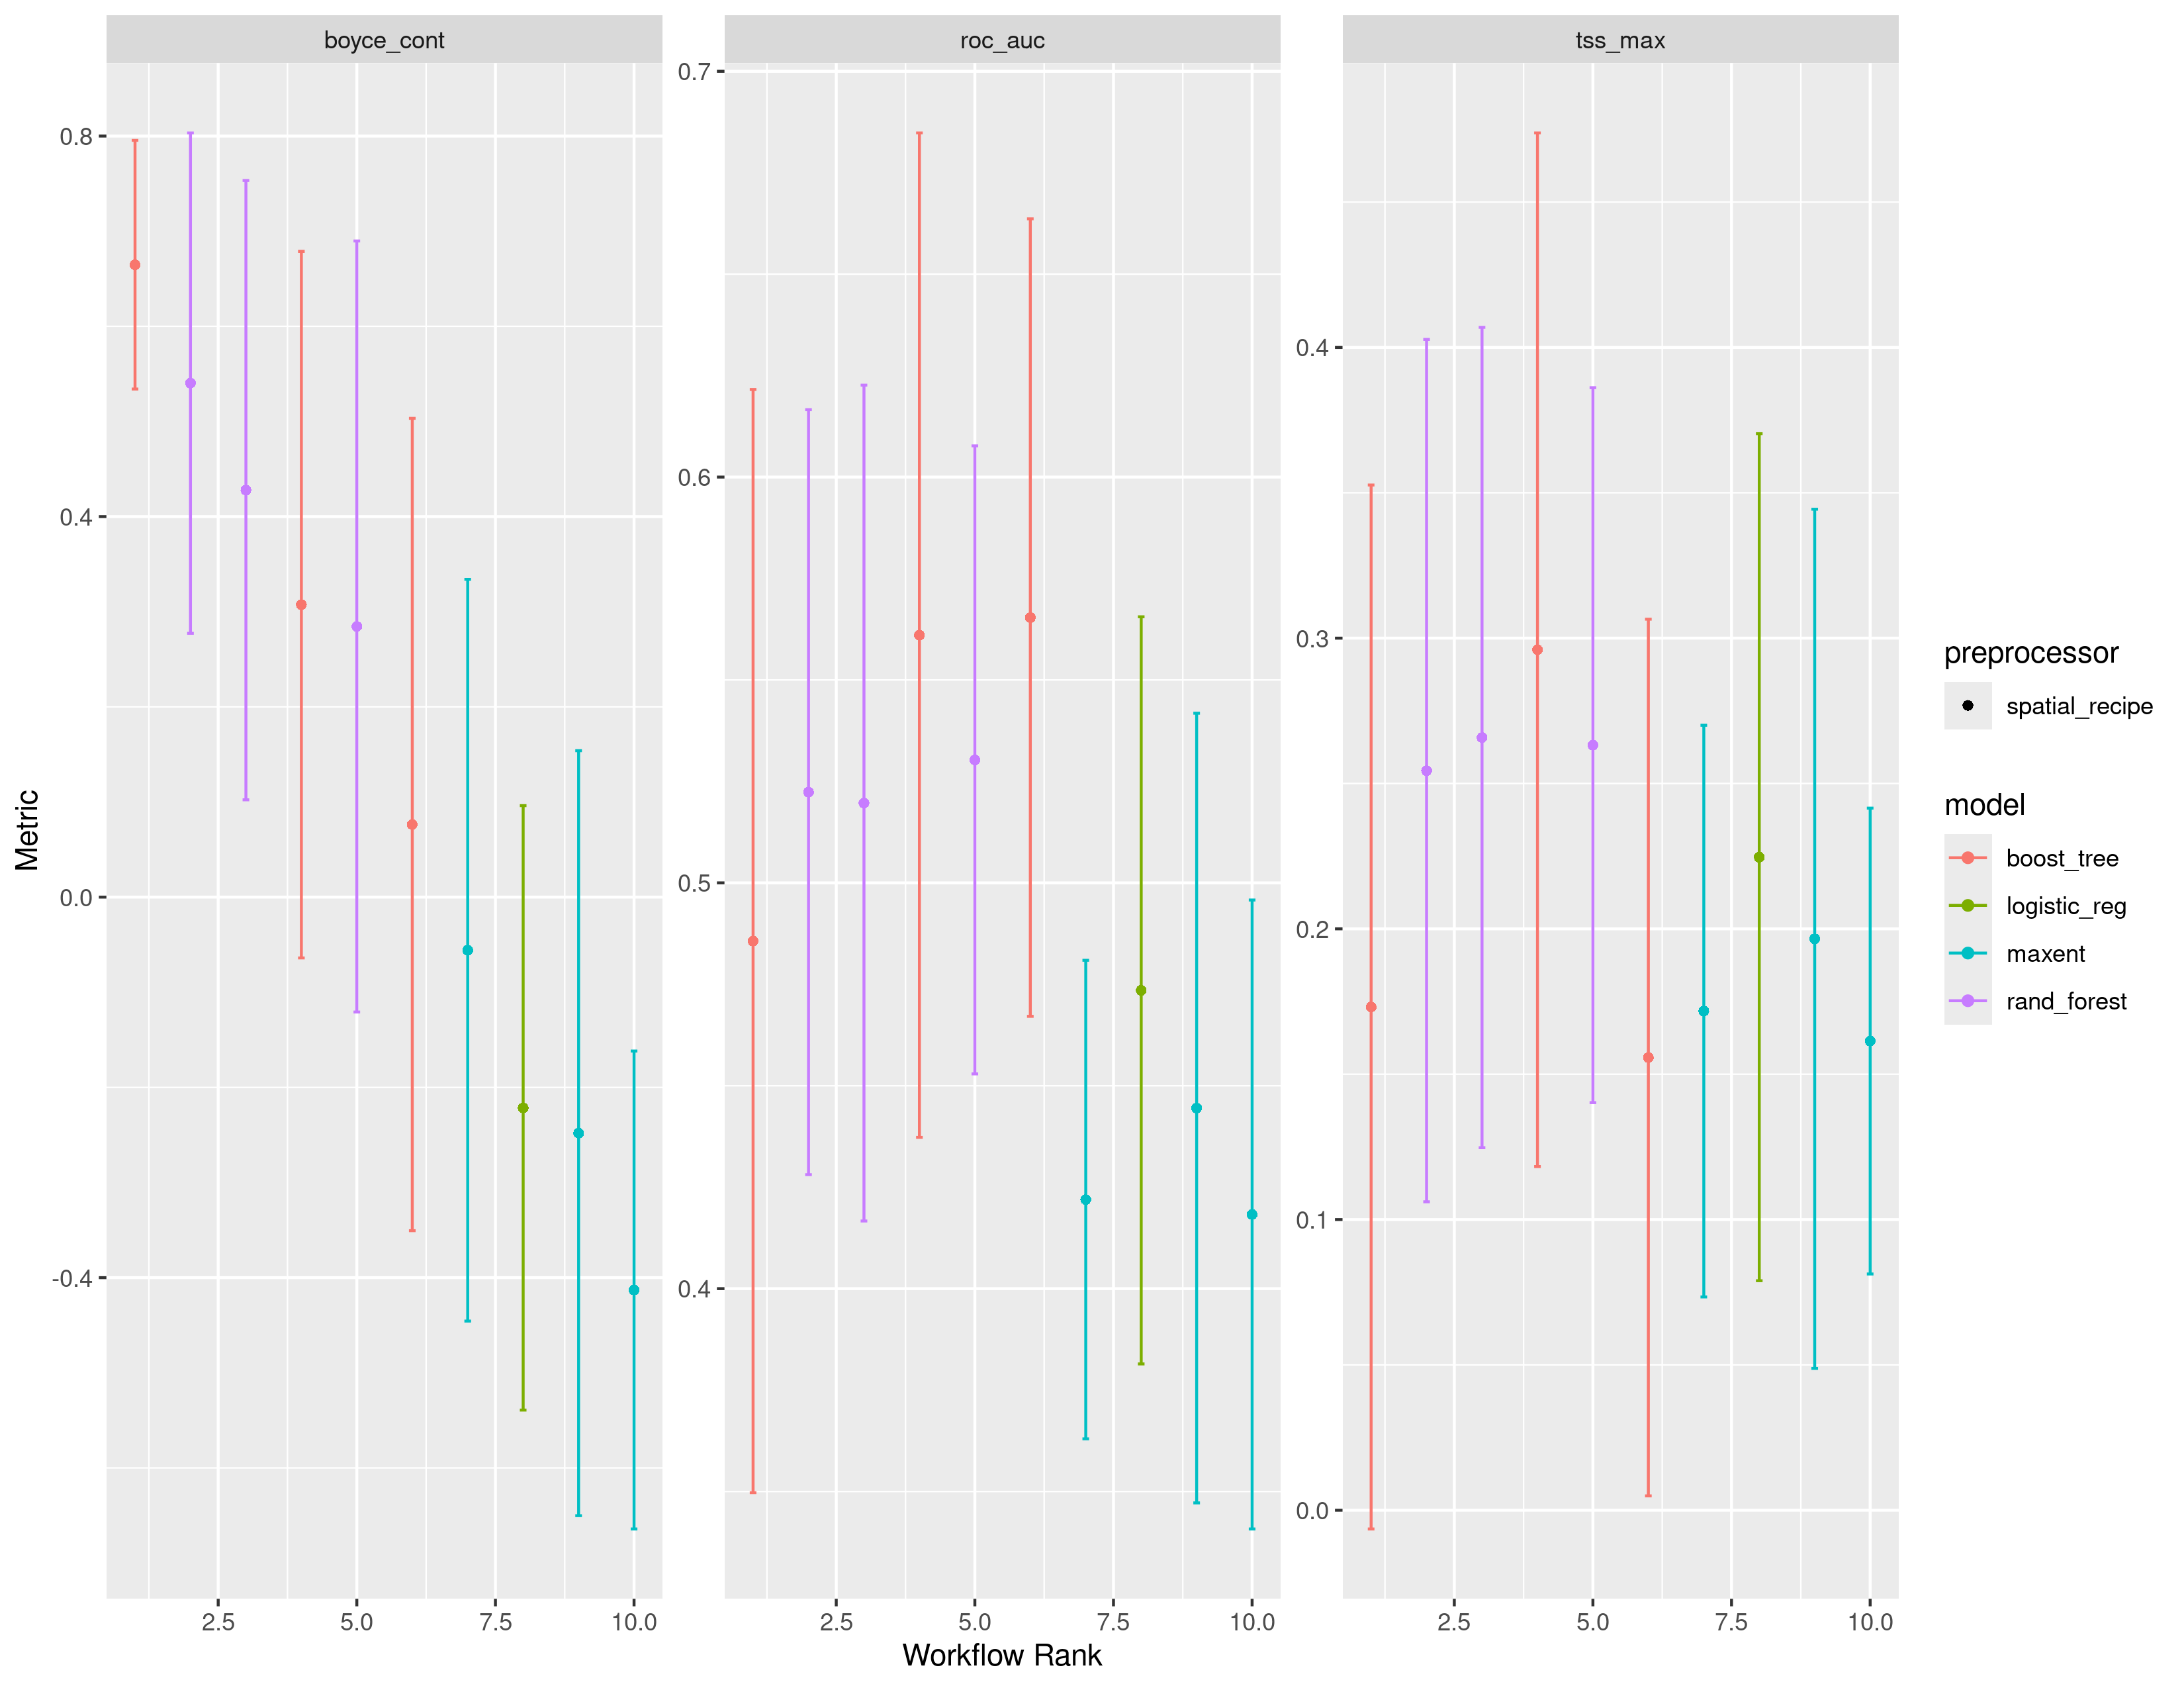 boyce_cont
roc_auc
tss_max
Metric
0.8
0.4
0.0
-0.4
0.7
0.6
0.5
0.4
0.4
0.3
0.2
0.1
0.0
2.5 5.0 7.5 10.0
2.5 5.0 7.5 10.0
2.5 5.0 7.5 10.0
Workflow Rank
preprocessor
spatial_recipe
model
boost_tree
logistic_reg
maxent
rand_forest